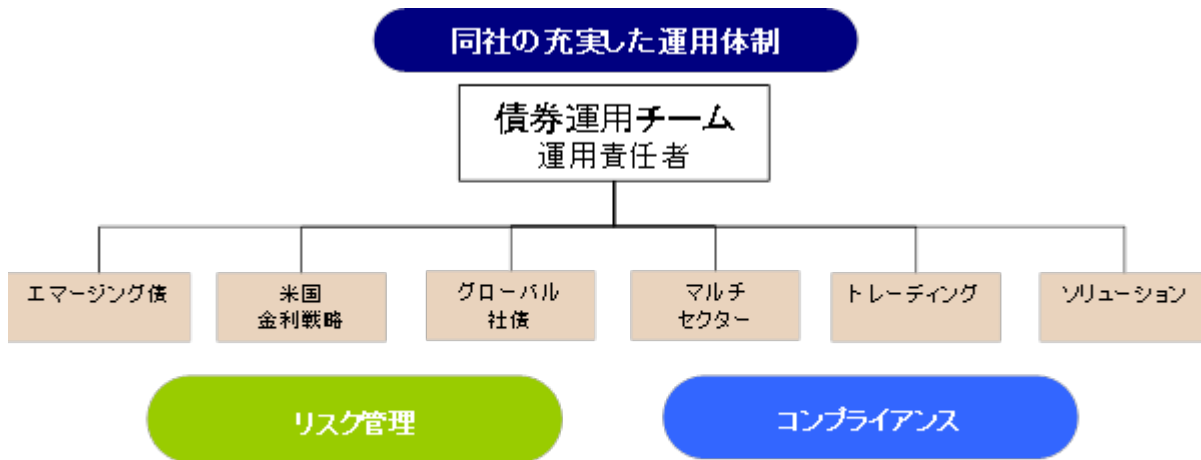 同社の充実した運用体制
債券運用チーム
運用責任者
エマージング債
米国
金利戦略
グローバル
社債
マルチ
セクター
トレーディング
ソリューション
リスク管理
コンプライアンス